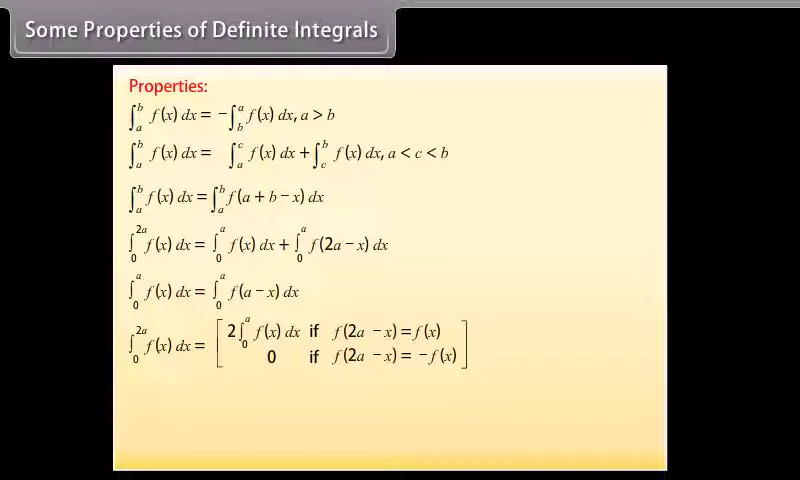 Some Properties of Definite Integrals
Properties:
∫_a^b f(x) dx = −∫_b^a f(x) dx, a > b
∫_a^b f(x) dx = ∫_a^c f(x) dx + ∫_c^b f(x) dx, a < c < b
∫_a^b f(x) dx = ∫_a^b f(a + b − x) dx
∫_0^{2a} f(x) dx = ∫_0^a f(x) dx + ∫_0^a f(2a − x) dx
∫_0^a f(x) dx = ∫_0^a f(a − x) dx
∫_0^{2a} f(x) dx = [ 2∫_0^a f(x) dx if f(2a − x) = f(x)
0 if f(2a − x) = −f(x) ]